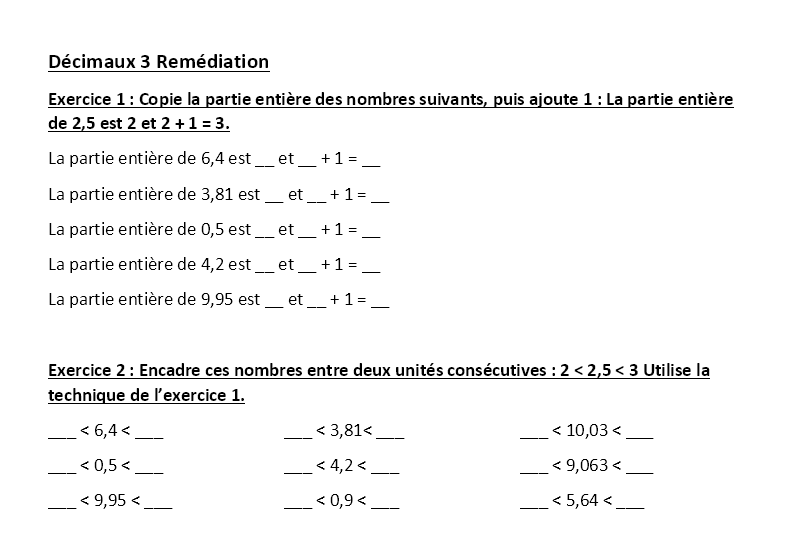 Décimaux 3 Remédiation
Exercice 1 : Copie la partie entière des nombres suivants, puis ajoute 1 : La partie entière
de 2,5 est 2 et 2 + 1 = 3.
La partie entière de 6,4 est __ et __ + 1 = __
La partie entière de 3,81 est __ et __ + 1 = __
La partie entière de 0,5 est __ et __ + 1 = __
La partie entière de 4,2 est __ et __ + 1 = __
La partie entière de 9,95 est __ et __ + 1 = __
Exercice 2 : Encadre ces nombres entre deux unités consécutives : 2 < 2,5 < 3 Utilise la
technique de l’exercice 1.
___ < 6,4 < ___ ___ < 3,81< ___ ___ < 10,03 < ___
___ < 0,5 < ___ ___ < 4,2 < ___ ___ < 9,063 < ___
___ < 9,95 < ___ ___ < 0,9 < ___ ___ < 5,64 < ___